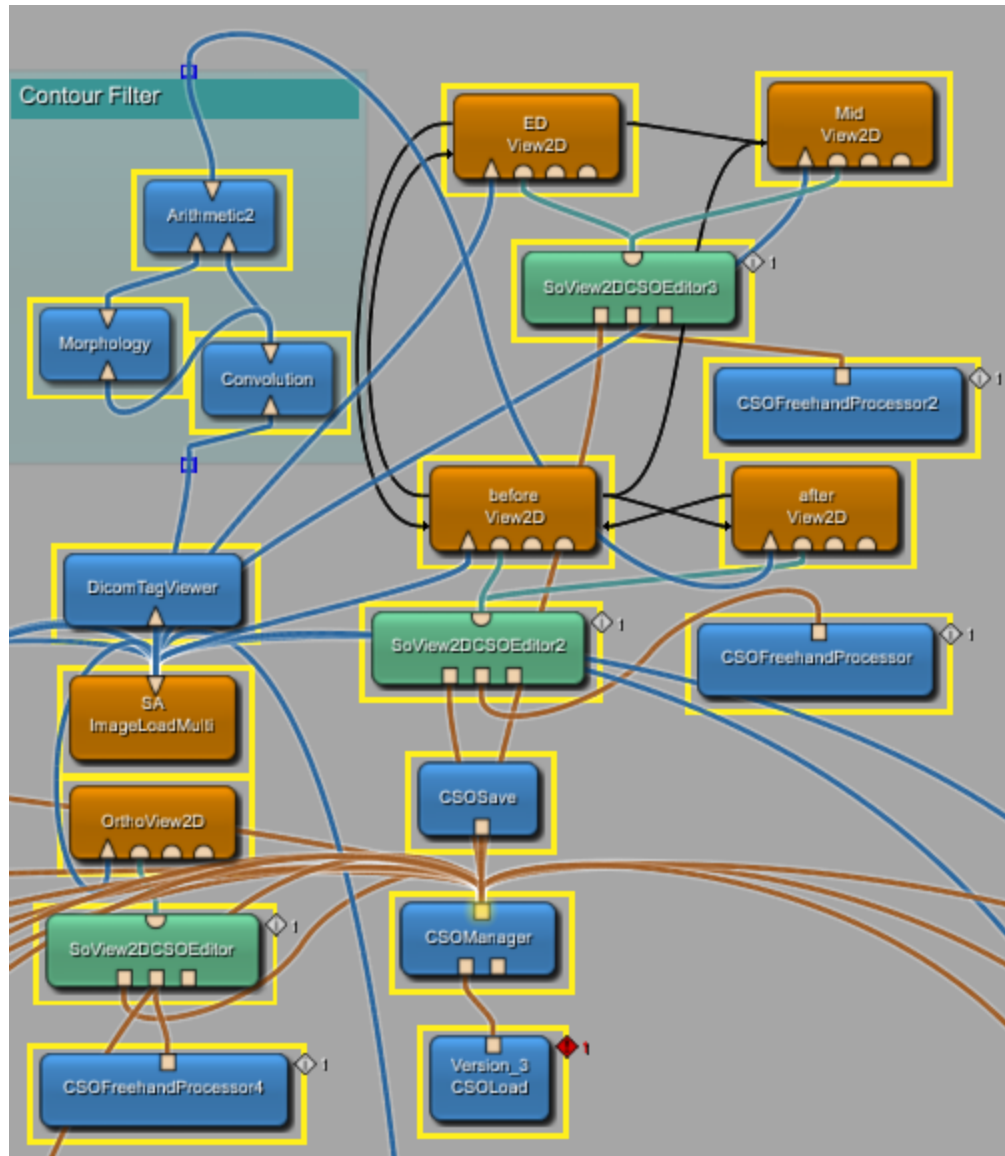 Contour Filter
ED
View2D
Mid
View2D
Arithmetic2
SoView2DCSOEditor3
1
Morphology
Convolution
CSOFreehandProcessor2
1
before
View2D
after
View2D
DicomTagViewer
SoView2DCSOEditor2
1
CSOFreehandProcessor
1
SA
ImageLoadMulti
CSOSave
OrthoView2D
SoView2DCSOEditor
1
CSOManager
Version_3
CSOLoad
1
CSOFreehandProcessor4
1